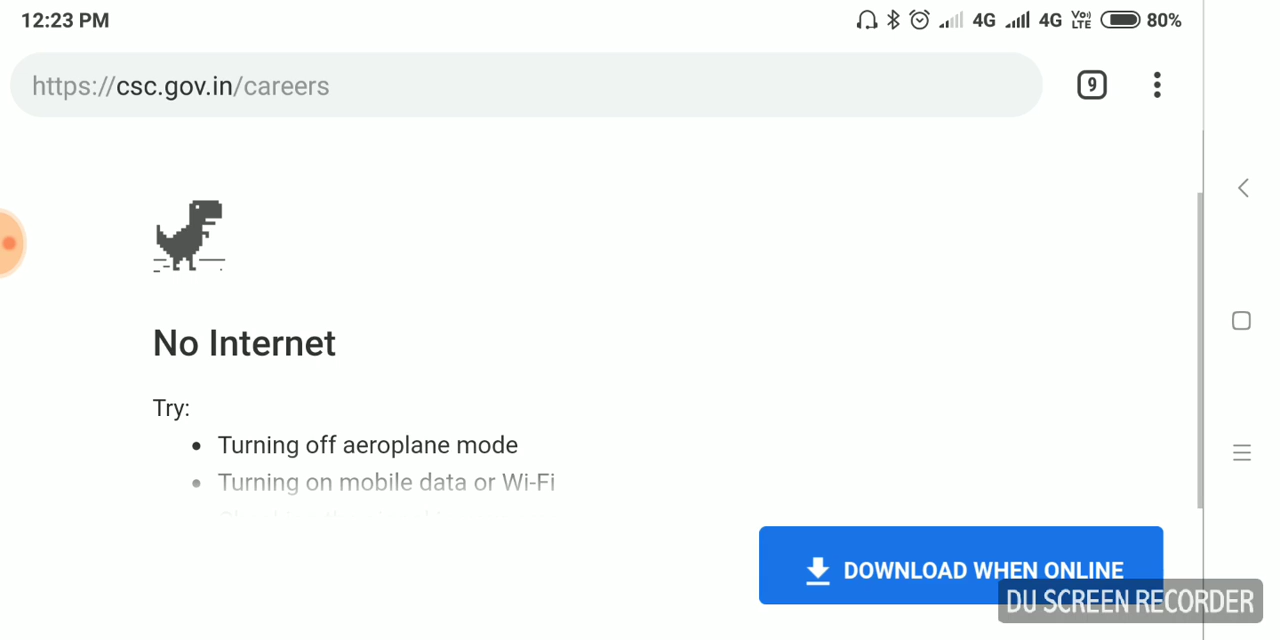 12:23 PM 4G 4G Vo)) LTE 80%
https://csc.gov.in/careers 9
No Internet
Try:
• Turning off aeroplane mode
• Turning on mobile data or Wi-Fi
DOWNLOAD WHEN ONLINE
DU SCREEN RECORDER